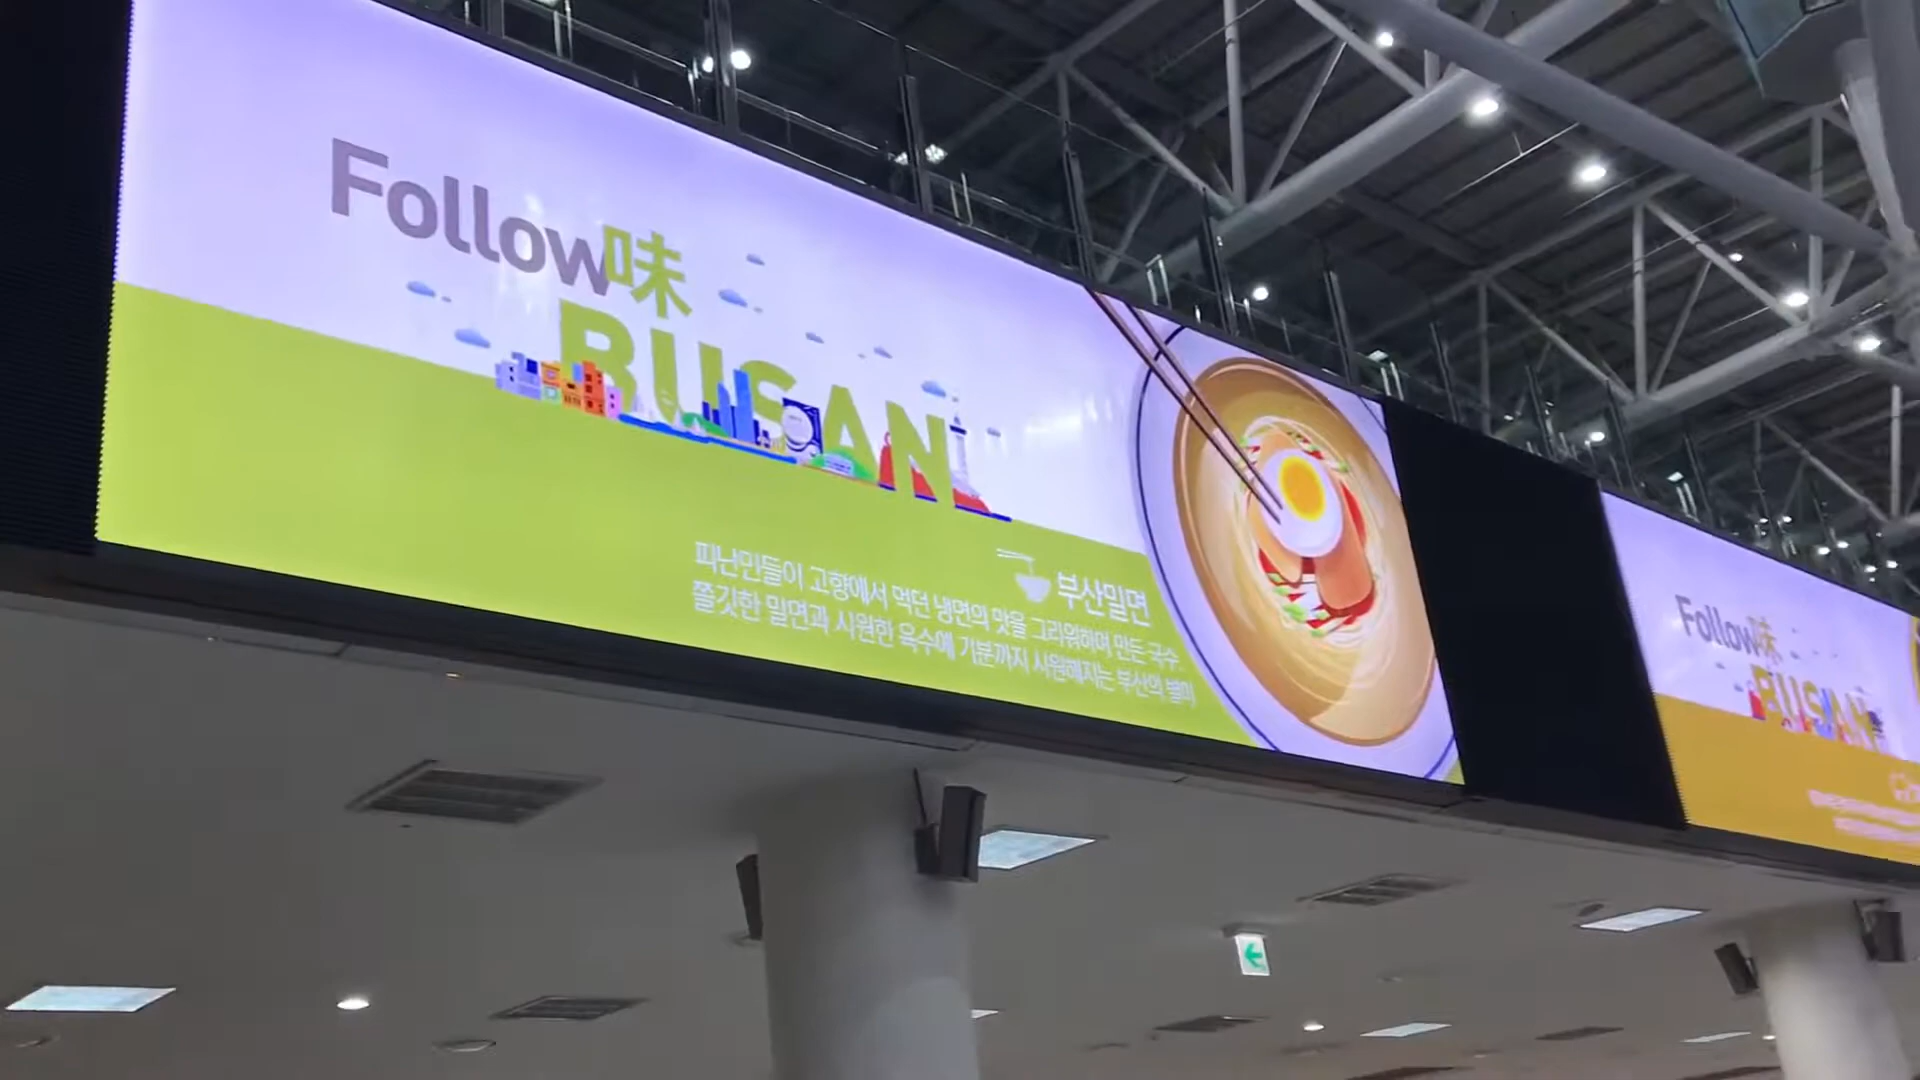 Follow味
BUSAN
부산밀면
피난민들이 고향에서 먹던 냉면의 맛을 그리워하며 만든 국수.
쫄깃한 밀면과 시원한 육수에 기분까지 시원해지는 부산의 별미
Follow味
BUSAN